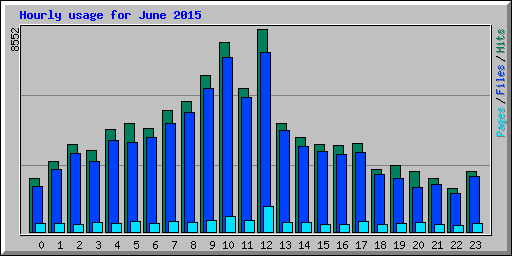 Hourly usage for June 2015
8552
Pages/Files/Hits
0 1 2 3 4 5 6 7 8 9 10 11 12 13 14 15 16 17 18 19 20 21 22 23